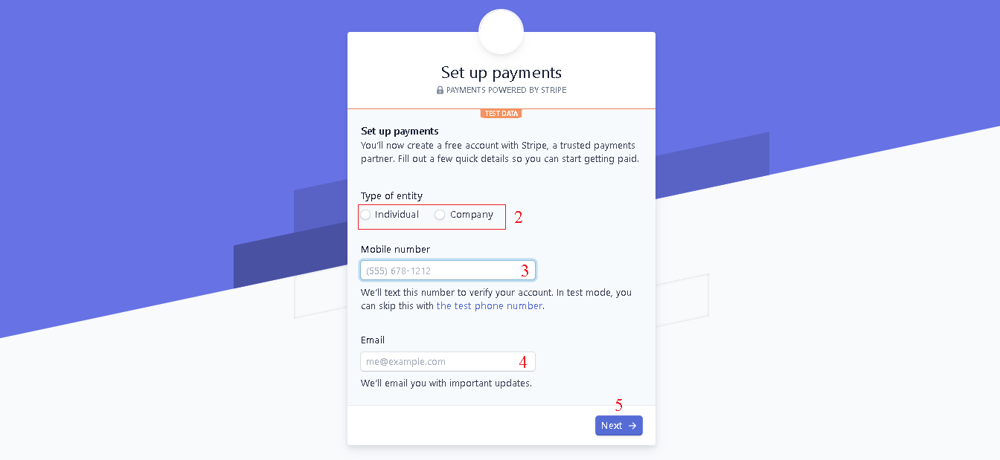 Set up payments
PAYMENTS POWERED BY STRIPE
TEST DATA
Set up payments
You'll now create a free account with Stripe, a trusted payments
partner. Fill out a few quick details so you can start getting paid.
Type of entity
Individual Company 2
Mobile number
(555) 678-1212 3
We'll text this number to verify your account. In test mode, you
can skip this with the test phone number.
Email
me@example.com 4
We'll email you with important updates.
5
Next →